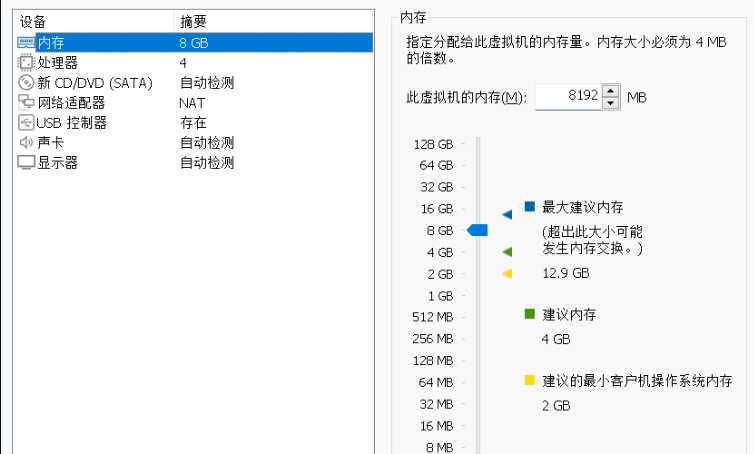 设备 摘要
内存 8 GB
处理器 4
新 CD/DVD (SATA) 自动检测
网络适配器 NAT
USB 控制器 存在
声卡 自动检测
显示器 自动检测
内存
指定分配给此虚拟机的内存量。内存大小必须为 4 MB
的倍数。
此虚拟机的内存(M): 8192 MB
128 GB
64 GB
32 GB
16 GB
8 GB
4 GB
2 GB
1 GB
512 MB
256 MB
128 MB
64 MB
32 MB
16 MB
8 MB
最大建议内存
(超出此大小可能
发生内存交换。)
12.9 GB
建议内存
4 GB
建议的最小客户机操作系统内存
2 GB